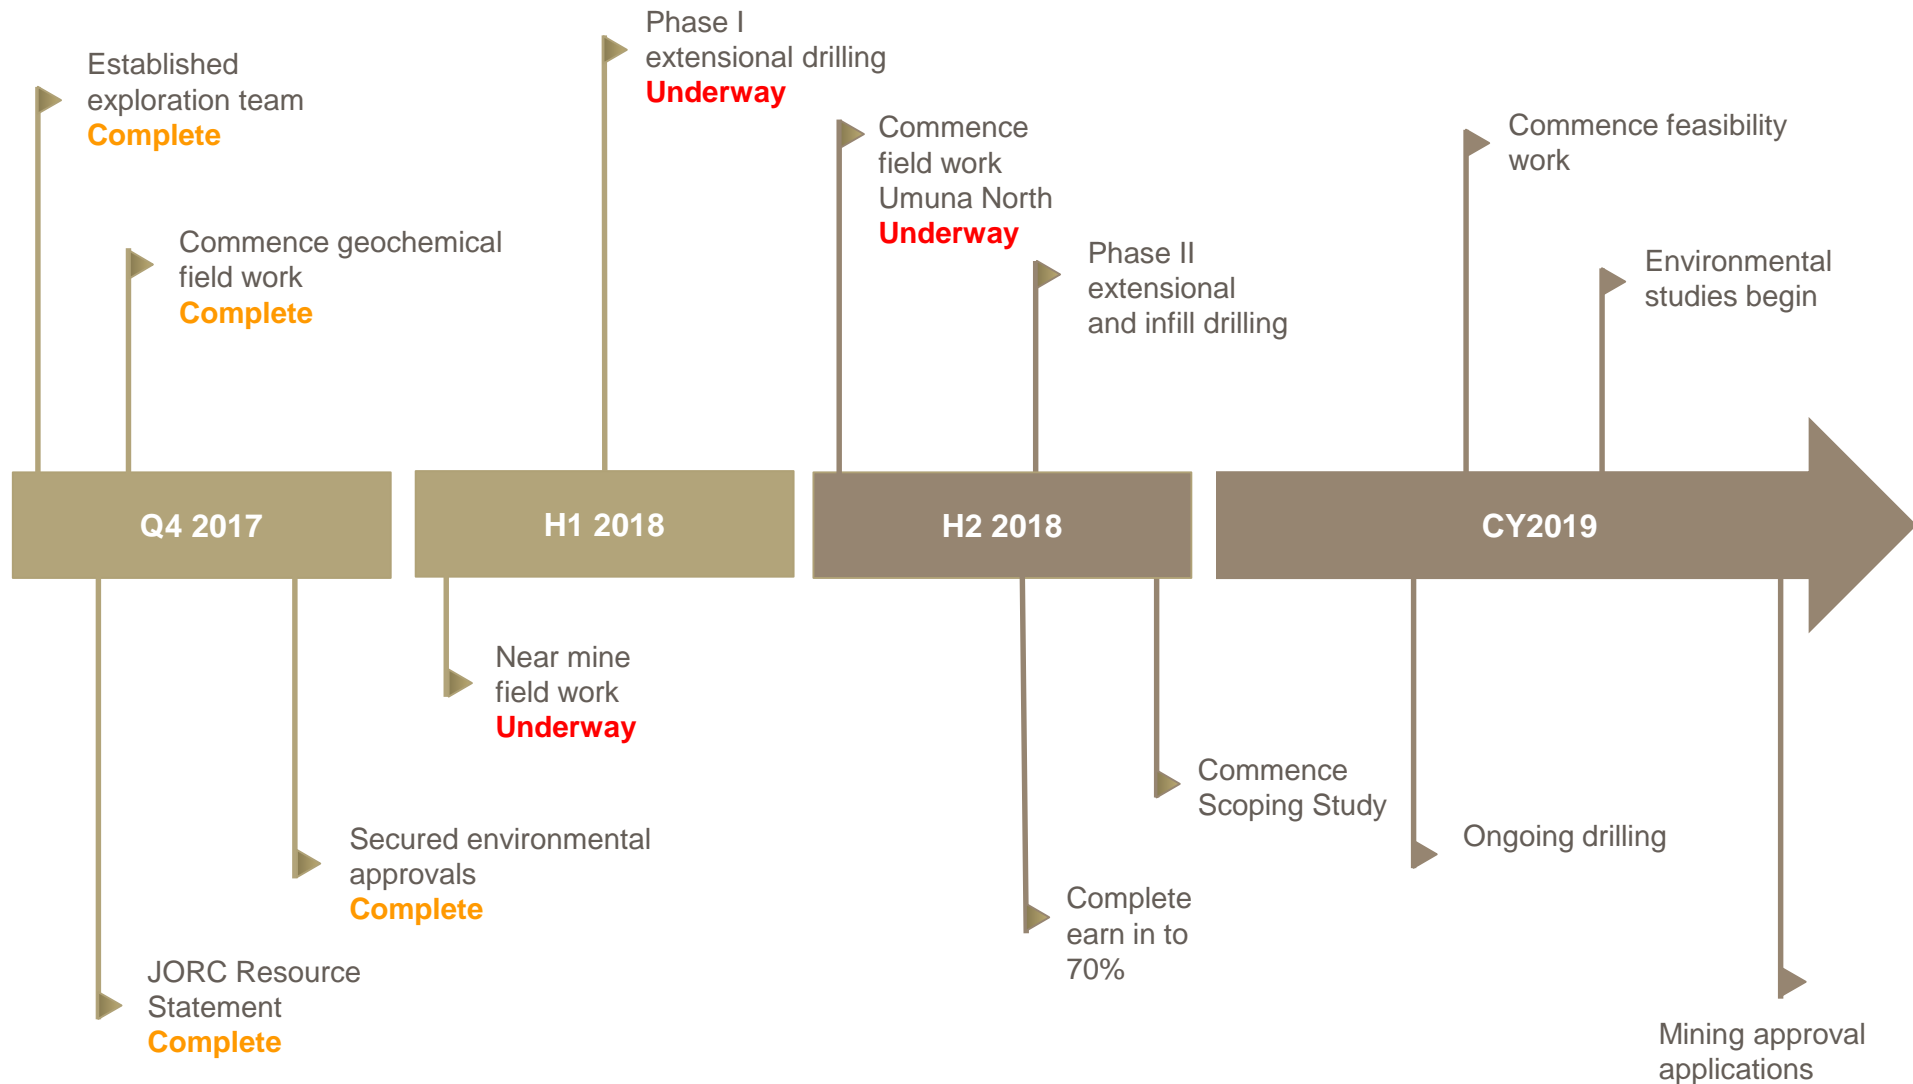 Established
exploration team
Complete
Commence geochemical
field work
Complete
Phase I
extensional drilling
Underway
Commence
field work
Umuna North
Underway
Phase II
extensional
and infill drilling
Commence feasibility
work
Environmental
studies begin
Q4 2017
H1 2018
H2 2018
CY2019
JORC Resource
Statement
Complete
Secured environmental
approvals
Complete
Near mine
field work
Underway
Complete
earn in to
70%
Commence
Scoping Study
Ongoing drilling
Mining approval
applications